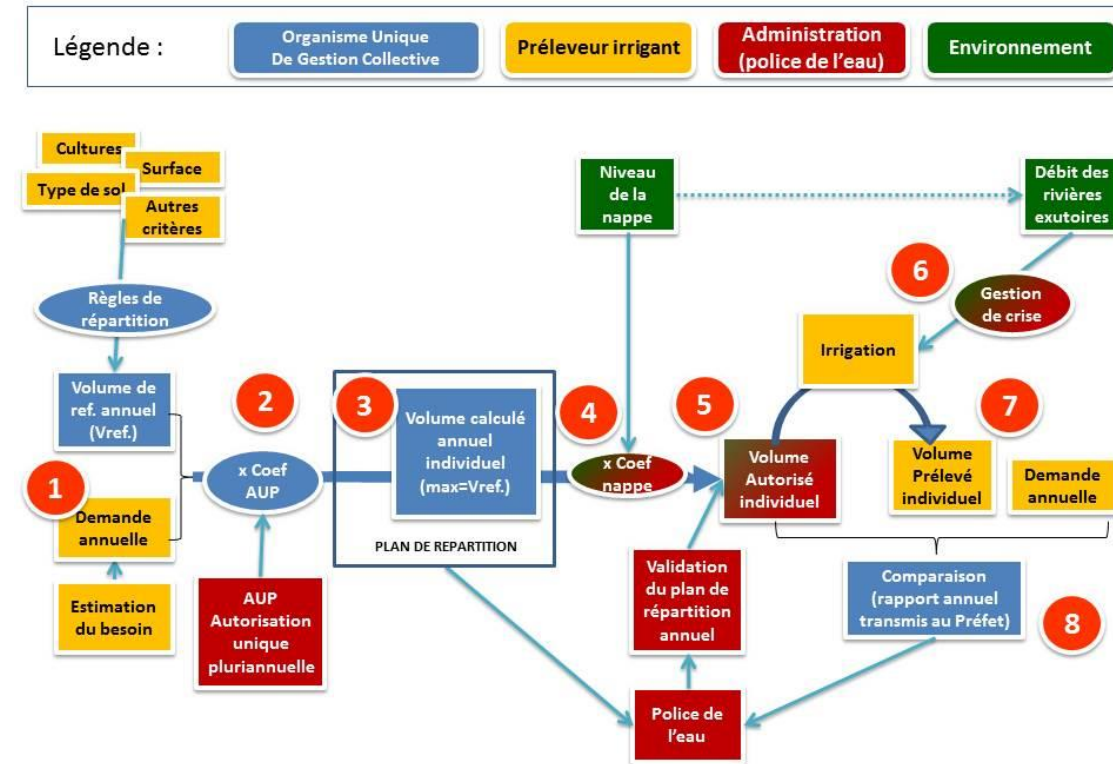 Légende :
Organisme Unique
De Gestion Collective
Préleveur irrigant
Administration
(police de l’eau)
Environnement
Cultures
Surface
Type de sol
Autres
critères
Règles de
répartition
Volume de
ref. annuel
(Vref.)
1
Demande
annuelle
Estimation
du besoin
2
x Coef
AUP
AUP
Autorisation
unique
pluriannuelle
3
Volume calculé
annuel
individuel
(max=Vref.)
PLAN DE REPARTITION
4
x Coef
nappe
Niveau
de la
nappe
Débit des
rivières
exutoires
6
Gestion
de crise
Irrigation
5
Volume
Autorisé
individuel
7
Volume
Prélevé
individuel
Demande
annuelle
Validation
du plan de
répartition
annuel
Comparaison
(rapport annuel
transmis au Préfet)
8
Police de
l’eau